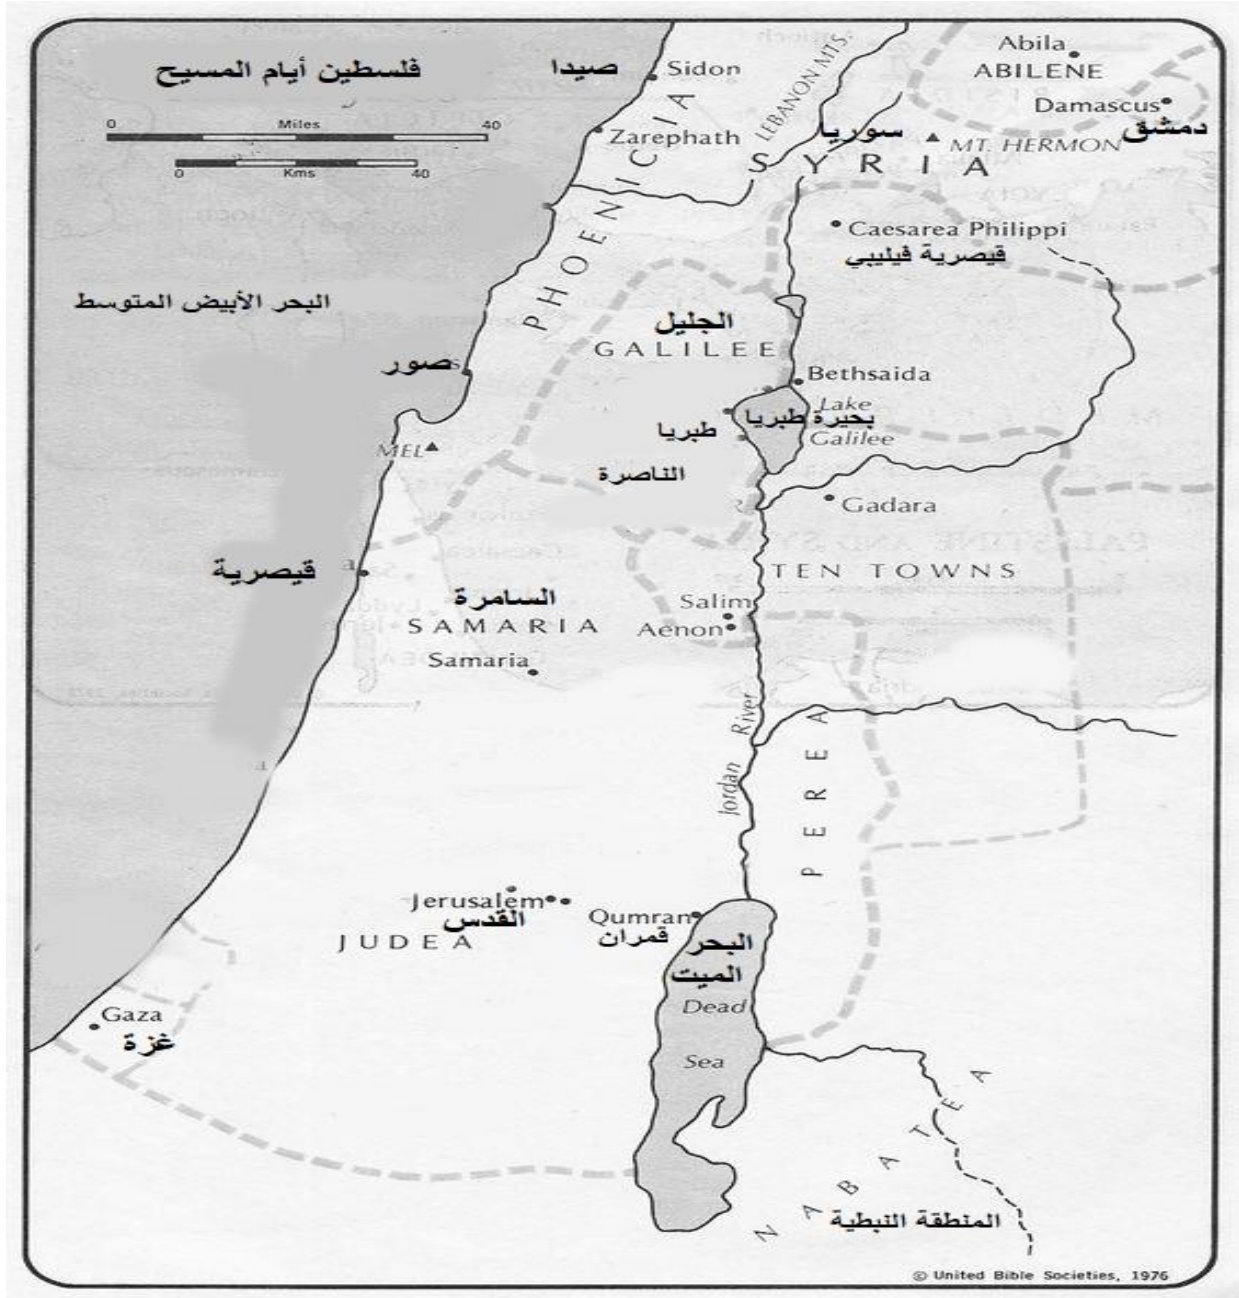 فلسطين أيام المسيح
صيدا
Sidon
Abila
ABILENE
Damascus
دمشق
0 Miles 40
0 Kms 40
Zarephath
LEBANON MTS.
سوريا
MT. HERMON
SYRIA
PHOENICIA
Caesarea Philippi
قيصرية فيليبي
البحر الأبيض المتوسط
الجليل
GALILEE
صور
Bethsaida
Lake
بحيرة طبريا
Galilee
طبريا
MEL
الناصرة
Gadara
قيصرية
TEN TOWNS
السامرة
SAMARIA
Salim
Aenon
Samaria
Jordan River
PEREA
Jerusalem
القدس
JUDEA
Qumran
قمران
البحر
الميت
Dead
Sea
Gaza
غزة
NABATEA
المنطقة النبطية
© United Bible Societies, 1976